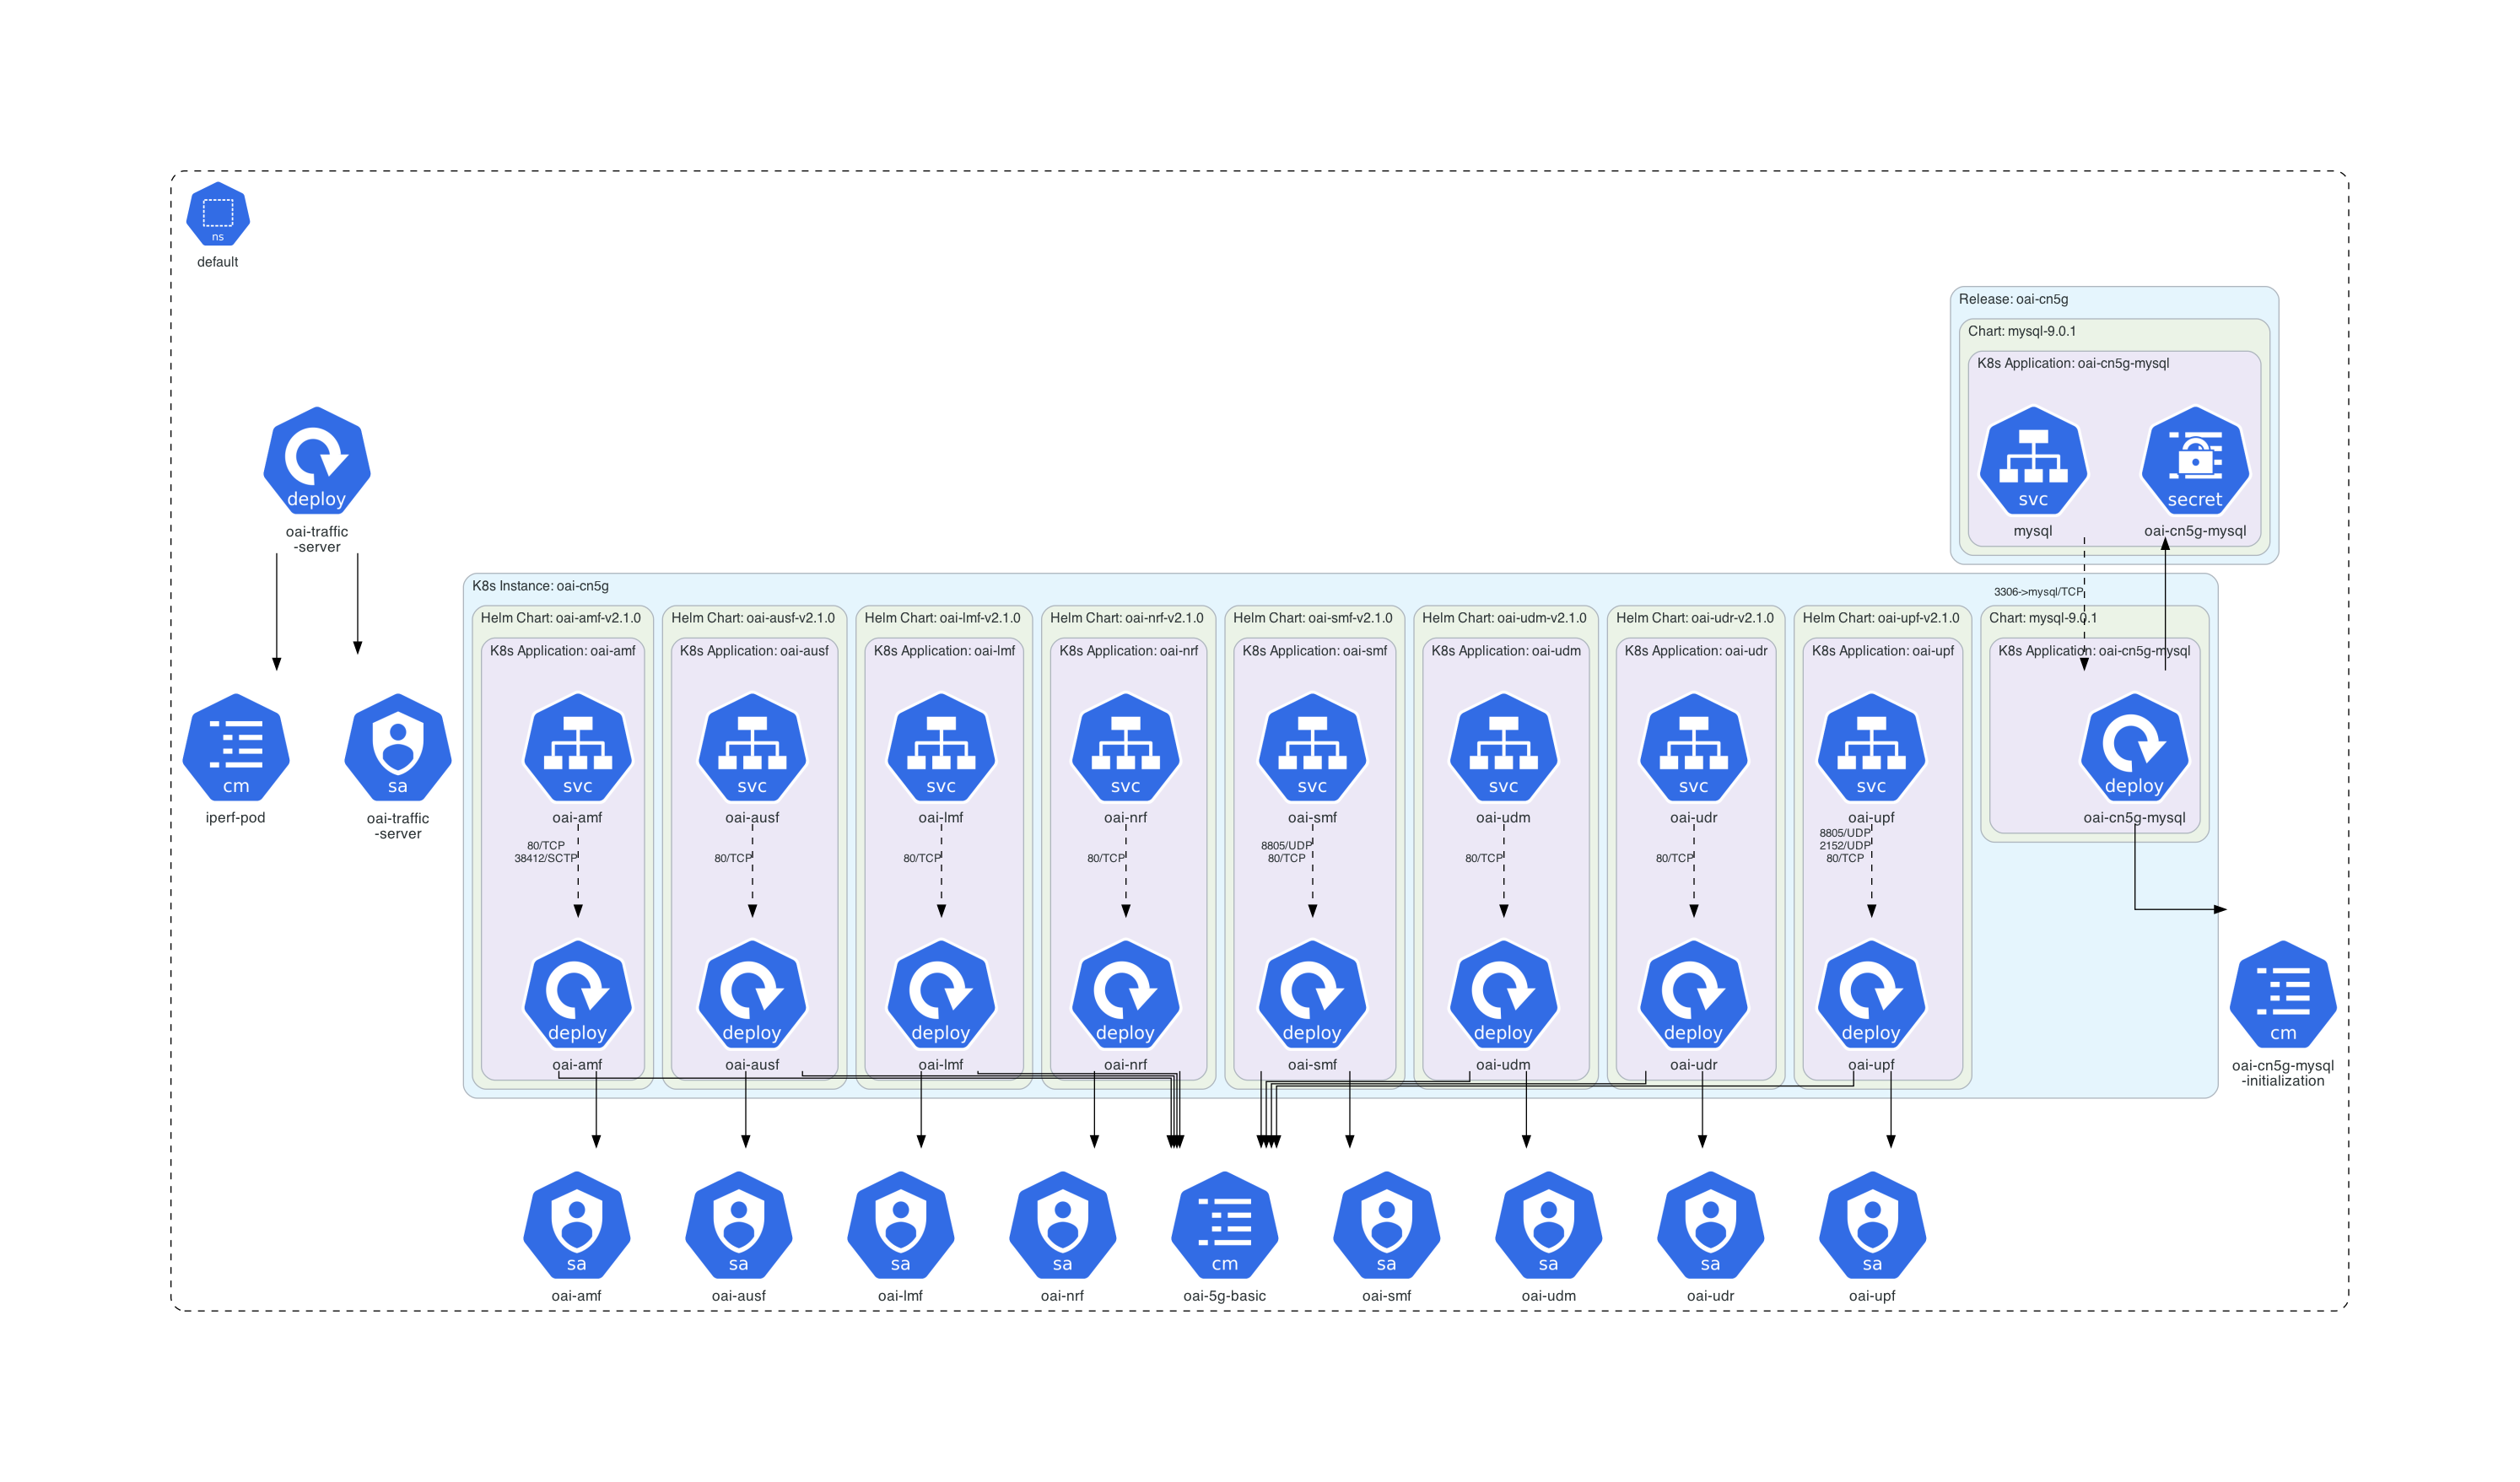 ns
default
Release: oai-cn5g
Chart: mysql-9.0.1
K8s Application: oai-cn5g-mysql
deploy
oai-traffic
-server
svc
mysql
secret
oai-cn5g-mysql
3306->mysql/TCP
cm
iperf-pod
sa
oai-traffic
-server
K8s Instance: oai-cn5g
Helm Chart: oai-amf-v2.1.0
K8s Application: oai-amf
svc
oai-amf
80/TCP
38412/SCTP
deploy
oai-amf
Helm Chart: oai-ausf-v2.1.0
K8s Application: oai-ausf
svc
oai-ausf
80/TCP
deploy
oai-ausf
Helm Chart: oai-lmf-v2.1.0
K8s Application: oai-lmf
svc
oai-lmf
80/TCP
deploy
oai-lmf
Helm Chart: oai-nrf-v2.1.0
K8s Application: oai-nrf
svc
oai-nrf
80/TCP
deploy
oai-nrf
Helm Chart: oai-smf-v2.1.0
K8s Application: oai-smf
svc
oai-smf
8805/UDP
80/TCP
deploy
oai-smf
Helm Chart: oai-udm-v2.1.0
K8s Application: oai-udm
svc
oai-udm
80/TCP
deploy
oai-udm
Helm Chart: oai-udr-v2.1.0
K8s Application: oai-udr
svc
oai-udr
80/TCP
deploy
oai-udr
Helm Chart: oai-upf-v2.1.0
K8s Application: oai-upf
svc
oai-upf
8805/UDP
2152/UDP
80/TCP
deploy
oai-upf
Chart: mysql-9.0.1
K8s Application: oai-cn5g-mysql
deploy
oai-cn5g-mysql
cm
oai-cn5g-mysql
-initialization
sa
oai-amf
sa
oai-ausf
sa
oai-lmf
sa
oai-nrf
cm
oai-5g-basic
sa
oai-smf
sa
oai-udm
sa
oai-udr
sa
oai-upf